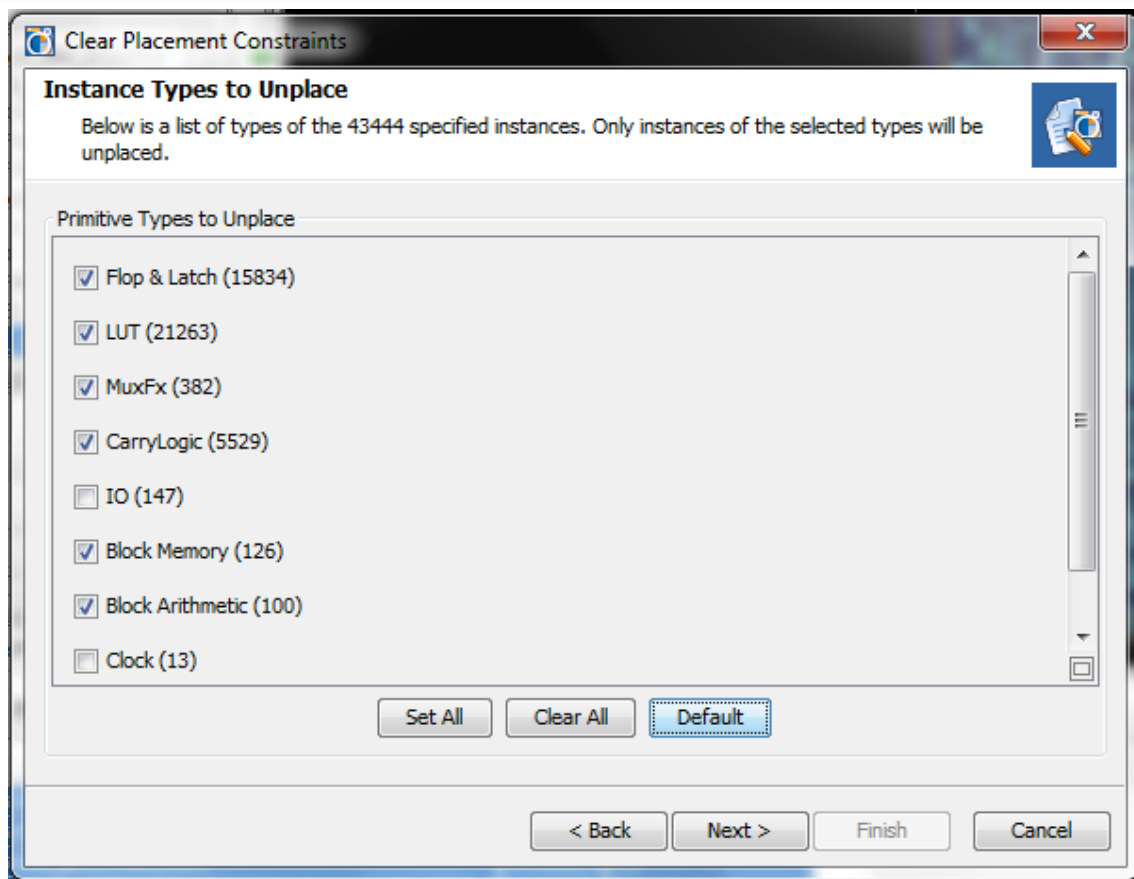 Clear Placement Constraints
Instance Types to Unplace
Below is a list of types of the 43444 specified instances. Only instances of the selected types will be
unplaced.
Primitive Types to Unplace
Flop & Latch (15834)
LUT (21263)
MuxFx (382)
CarryLogic (5529)
IO (147)
Block Memory (126)
Block Arithmetic (100)
Clock (13)
Set All Clear All Default
< Back Next > Finish Cancel